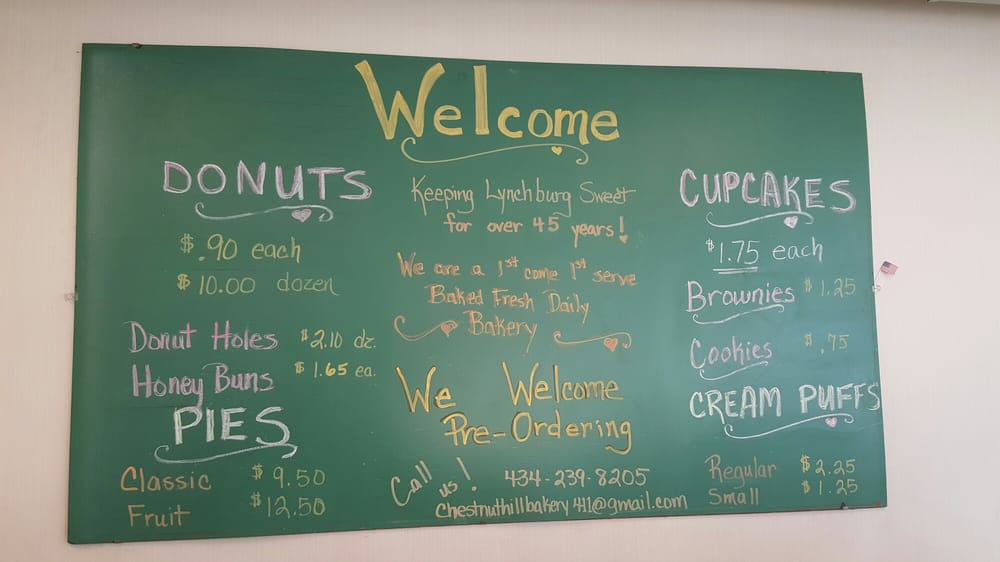 Welcome
DONUTS
$.90 each
$10.00 dozen
Donut Holes $2.10 dz.
Honey Buns $1.65 ea.
PIES
Classic $9.50
Fruit $12.50
Keeping Lynchburg Sweet
for over 45 years!
We are a 1st come 1st serve
Baked Fresh Daily
Bakery
We Welcome
Pre-Ordering
Call us! 434-239-8205
chestnuthillbakery411@gmail.com
CUPCAKES
$1.75 each
Brownies $1.25
Cookies $.75
CREAM PUFFS
Regular $2.25
Small $1.25